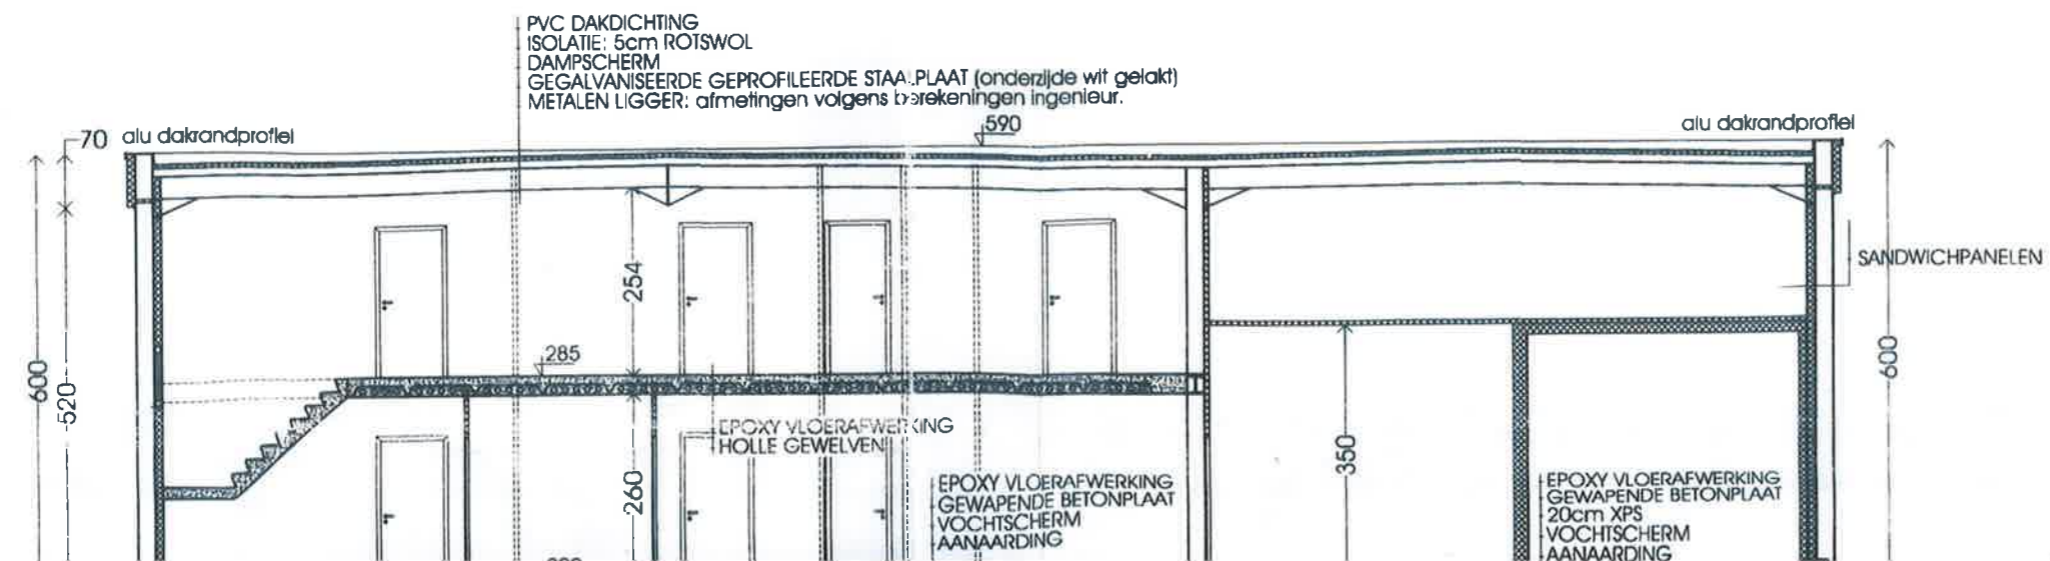 PVC DAKDICHTING
ISOLATIE: 5cm ROTSWOL
DAMPSCHERM
GEGALVANISEERDE GEPROFILEERDE STAALPLAAT (onderzijde wit gelakt)
METALEN LIGGER: afmetingen volgens berekeningen ingenieur.
70 alu dakrandprofiel
590
alu dakrandprofiel
SANDWICHPANELEN
254
285
600
520
600
EPOXY VLOERAFWERKING
HOLLE GEWELVEN
350
260
EPOXY VLOERAFWERKING
GEWAPENDE BETONPLAAT
VOCHTSCHERM
AANAARDING
EPOXY VLOERAFWERKING
GEWAPENDE BETONPLAAT
20cm XPS
VOCHTSCHERM
AANAARDING